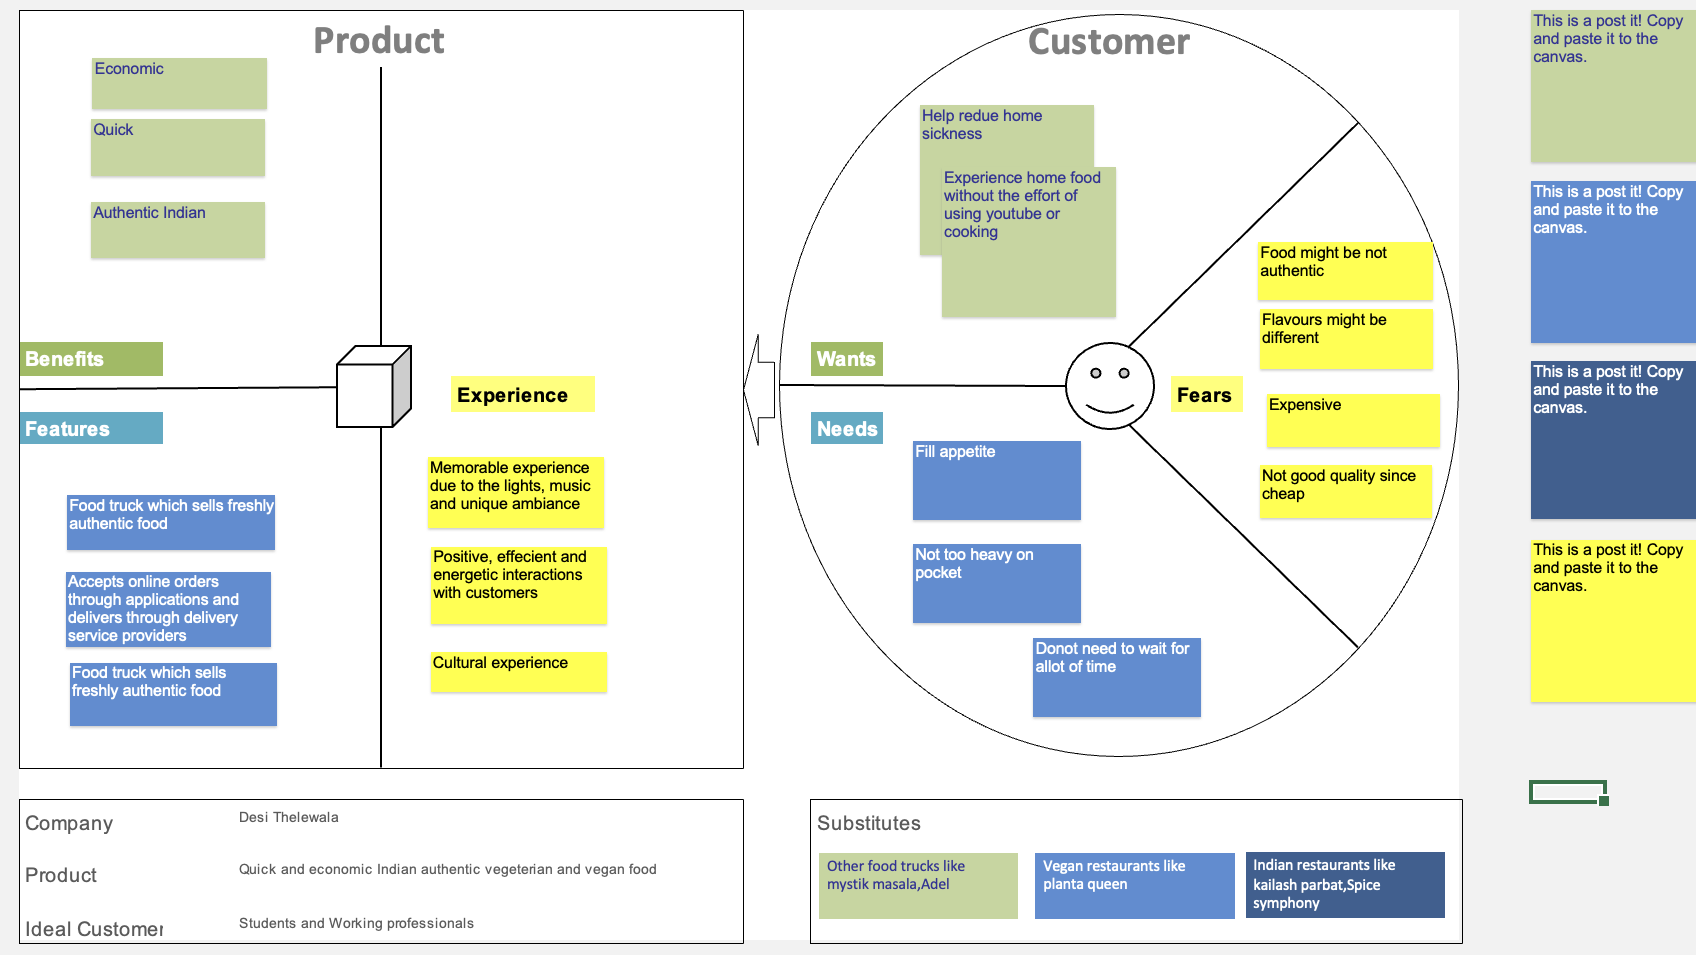 Product
Economic
Quick
Authentic Indian
Benefits
Features
Experience
Food truck which sells freshly
authentic food
Accepts online orders
through applications and
delivers through delivery
service providers
Food truck which sells
freshly authentic food
Memorable experience
due to the lights, music
and unique ambiance
Positive, effecient and
energetic interactions
with customers
Cultural experience
Customer
Help redue home
sickness
Experience home food
without the effort of
using youtube or
cooking
Wants
Needs
Fears
Food might be not
authentic
Flavours might be
different
Expensive
Not good quality since
cheap
Fill appetite
Not too heavy on
pocket
Donot need to wait for
allot of time
This is a post it! Copy
and paste it to the
canvas.
This is a post it! Copy
and paste it to the
canvas.
This is a post it! Copy
and paste it to the
canvas.
This is a post it! Copy
and paste it to the
canvas.
Company Desi Thelewala
Product Quick and economic Indian authentic vegeterian and vegan food
Ideal Customer Students and Working professionals
Substitutes
Other food trucks like
mystik masala,Adel
Vegan restaurants like
planta queen
Indian restaurants like
kailash parbat,Spice
symphony